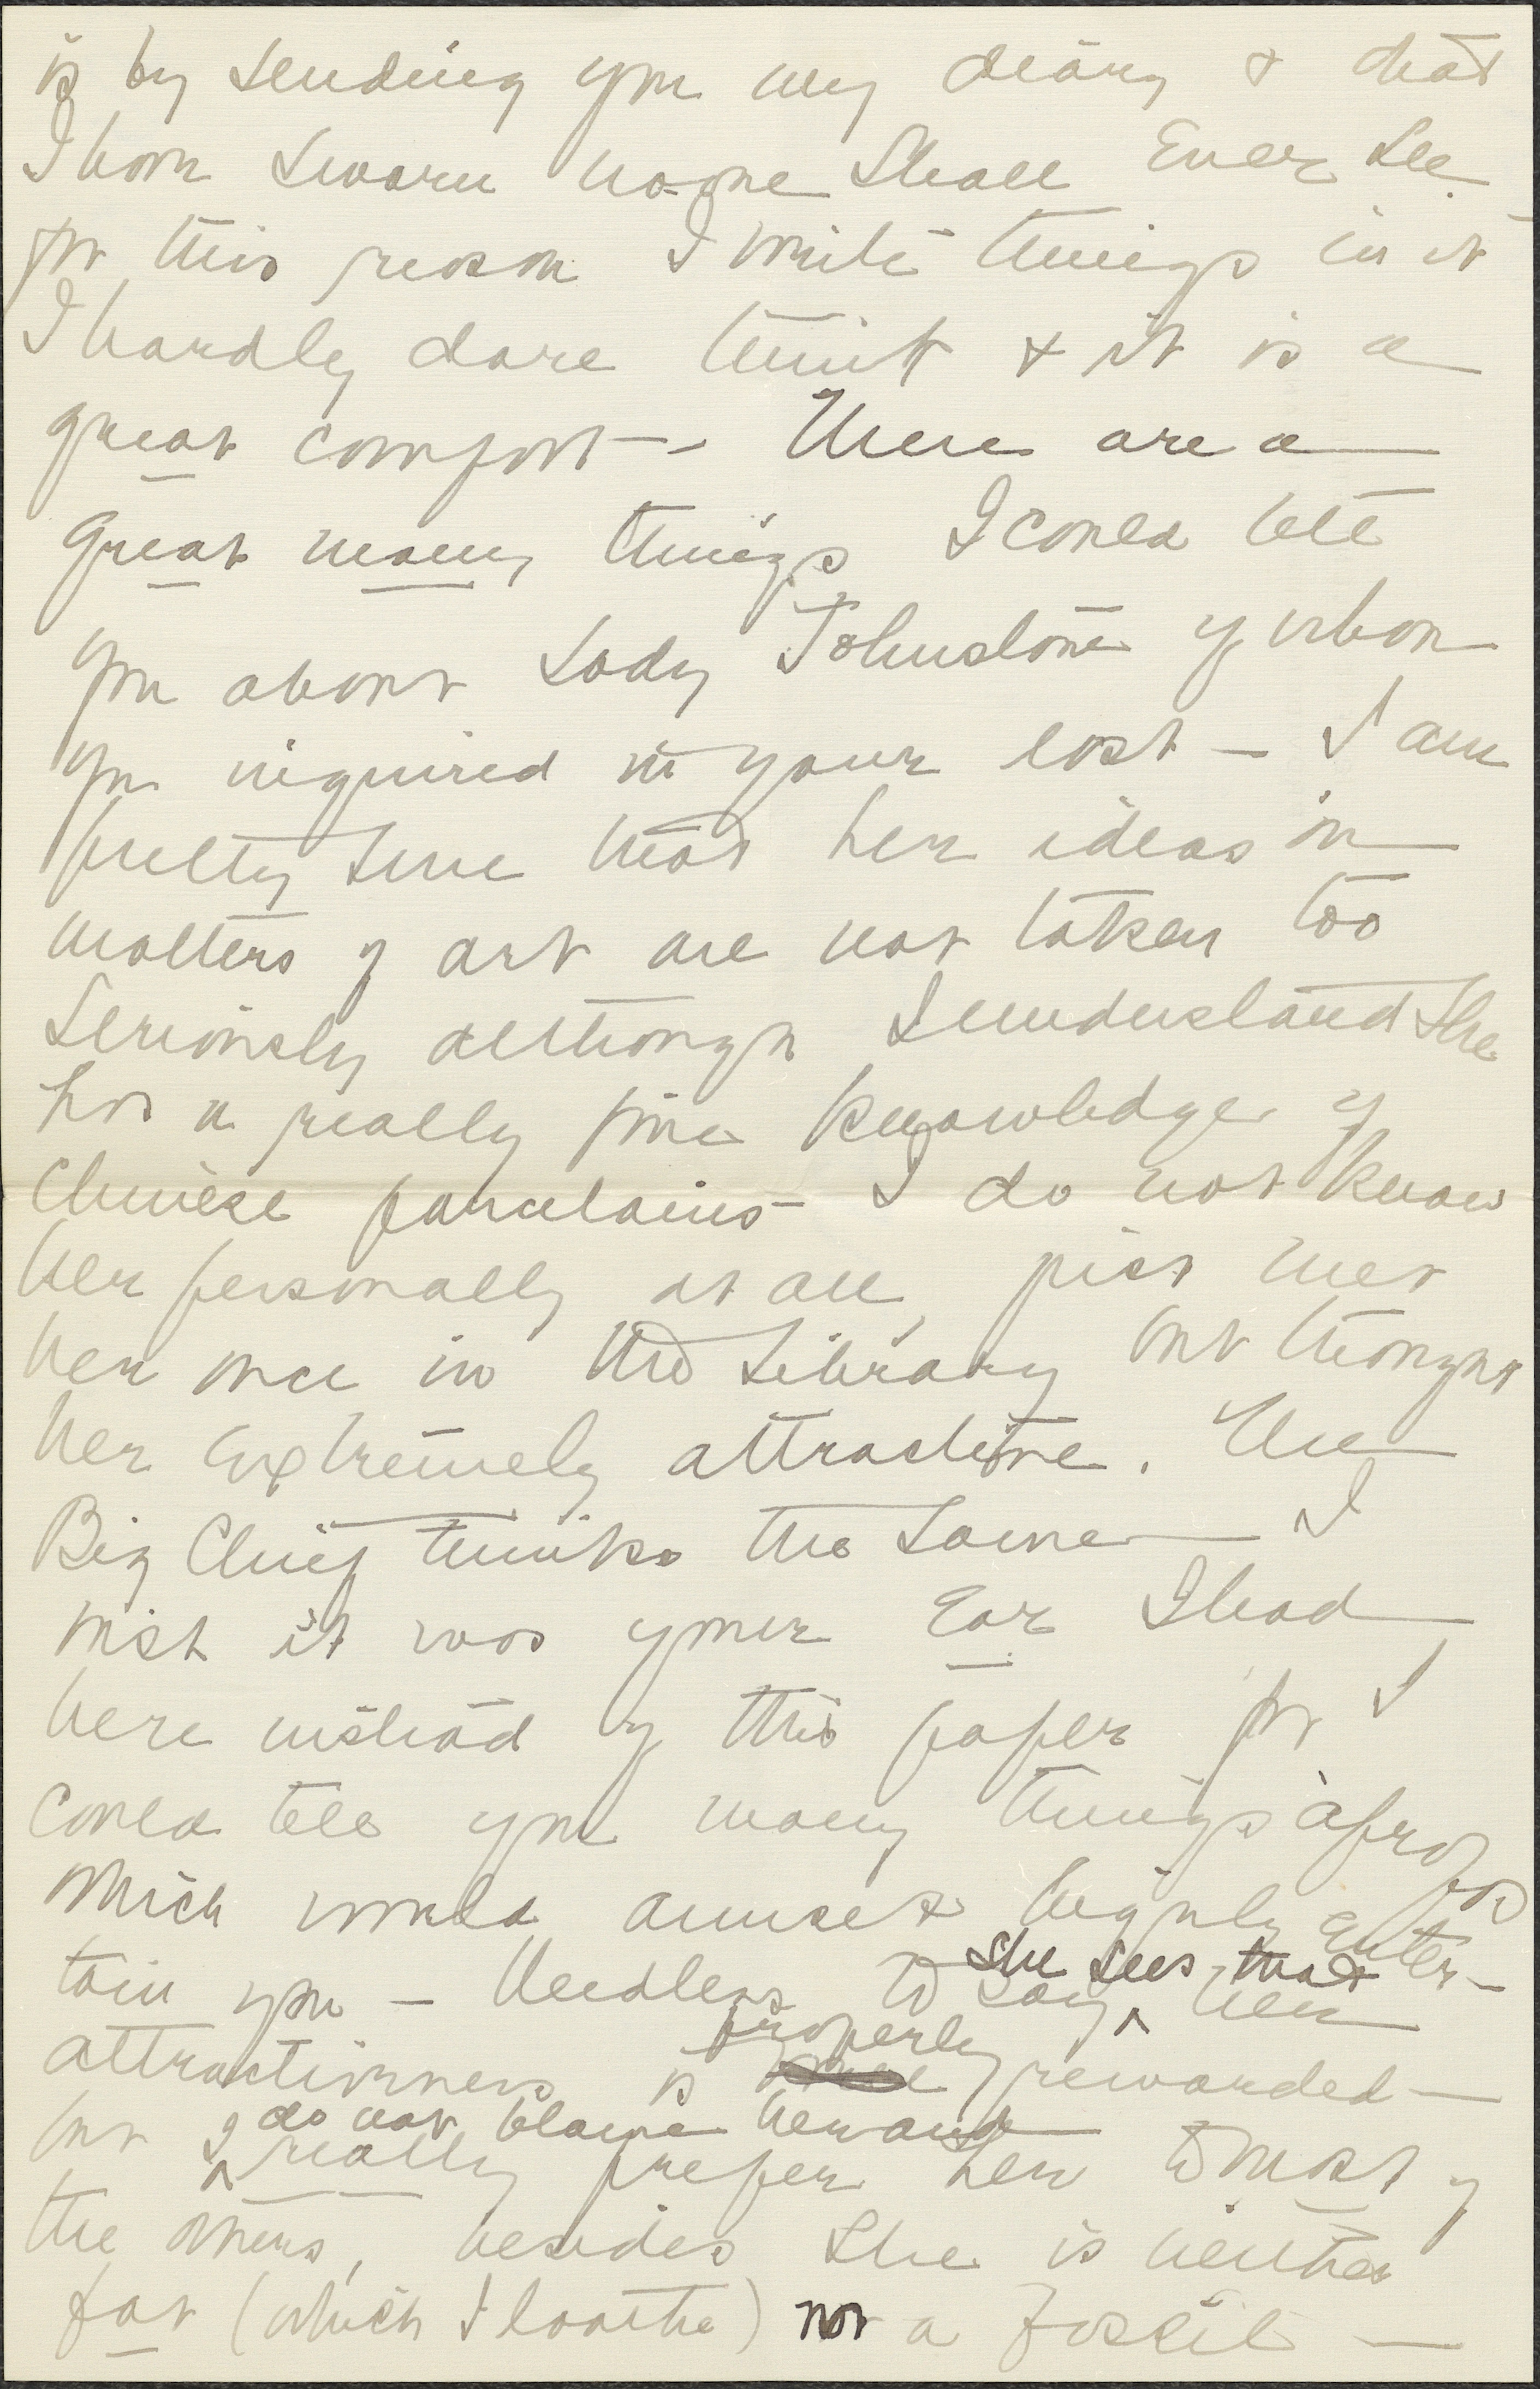 is by sending you my diary & that
I have sworn no-one shall Ever see.
for this reason I write things in it
I hardly dare think & it is a
great comfort -- There are a
great many things I could tell
you about Lady Johnstone of whom
you inquired in your last – I am
pretty sure that her ideas in
matters of art are not taken too
seriously although I understand she
has a really fine knowledge of
Chinese porcelains – I do not know
her personally at all, just met
her once in the Library but thought
her extremely attractive. The
Big Chief thinks the same — I
wish it was your Ear I had
here instead of this paper for I
could tell you many things àpropos
which would amuse & highly enter-
tain you – Needless to say she sees that her
attractiveness is properly rewarded —
but I do not blame her and really prefer her to most of
the others, besides she is neither
fat (which I loathe) nor a fossil —